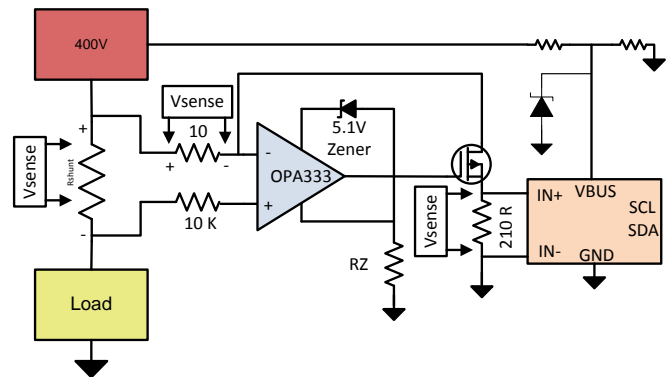 400V
Vsense
+
10
+
-
5.1V
Zener
-
OPA333
+
10 K
Vsense
Rshunt
-
Vsense
210 R
IN+
VBUS
SCL
SDA
IN-
GND
RZ
Load